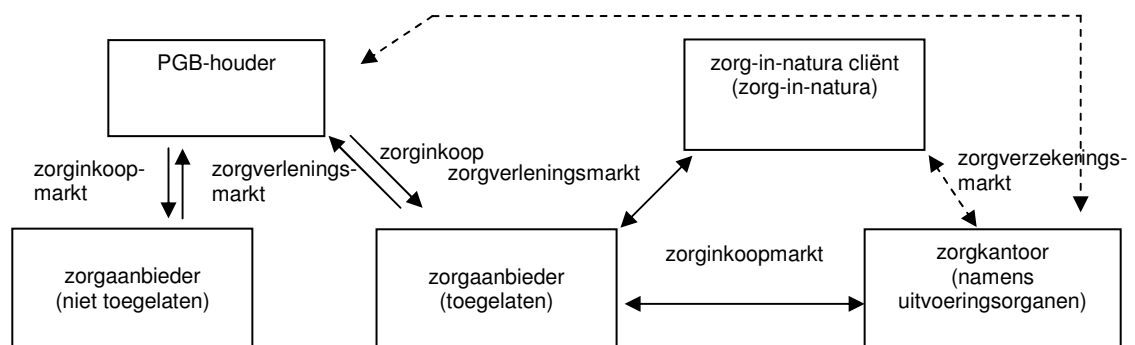 PGB-houder
zorg-in-natura cliënt
(zorg-in-natura)
zorginkoop-
markt
zorgverlenings-
markt
zorginkoop
zorgverleningsmarkt
zorgverzekerings-
markt
zorgaanbieder
(niet toegelaten)
zorgaanbieder
(toegelaten)
zorginkoopmarkt
zorgkantoor
(namens
uitvoeringsorganen)